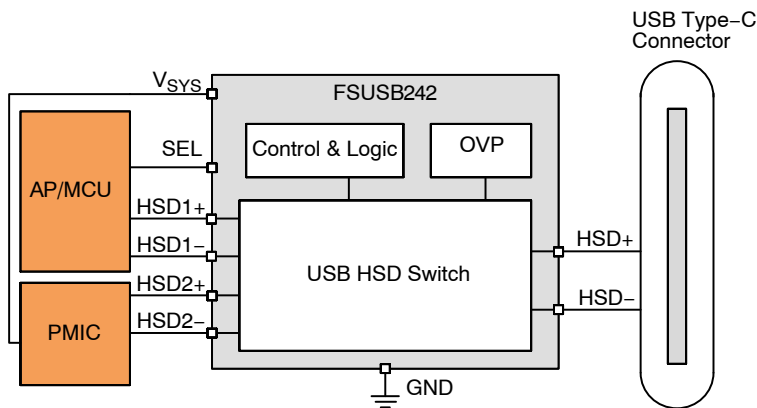 USB Type-C
Connector
VSYS
FSUSB242
SEL
Control & Logic
OVP
AP/MCU
HSD1+
HSD1−
HSD+
USB HSD Switch
HSD2+
HSD−
PMIC
HSD2−
GND